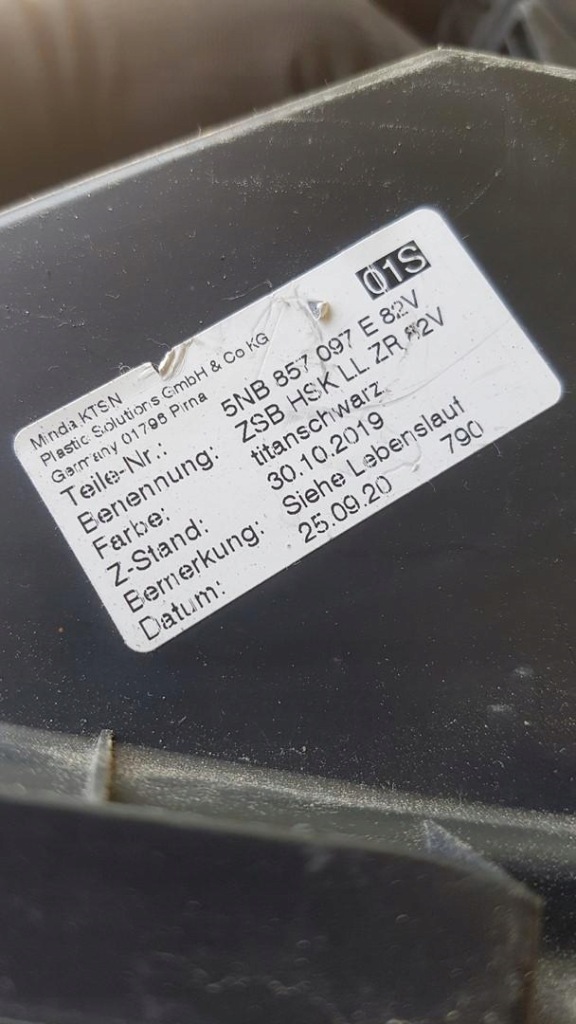 01S
Minda KTSN
Plastic Solutions GmbH & Co KG
Germany 01796 Pirna
Teile-Nr.: 5NB 857 097 E 82V
Benennung: ZSB HSK LL ZR 82V
Farbe: titanschwarz
Z-Stand: 30.10.2019
Bemerkung: Siehe Lebenslauf
Datum: 25.09.20 790